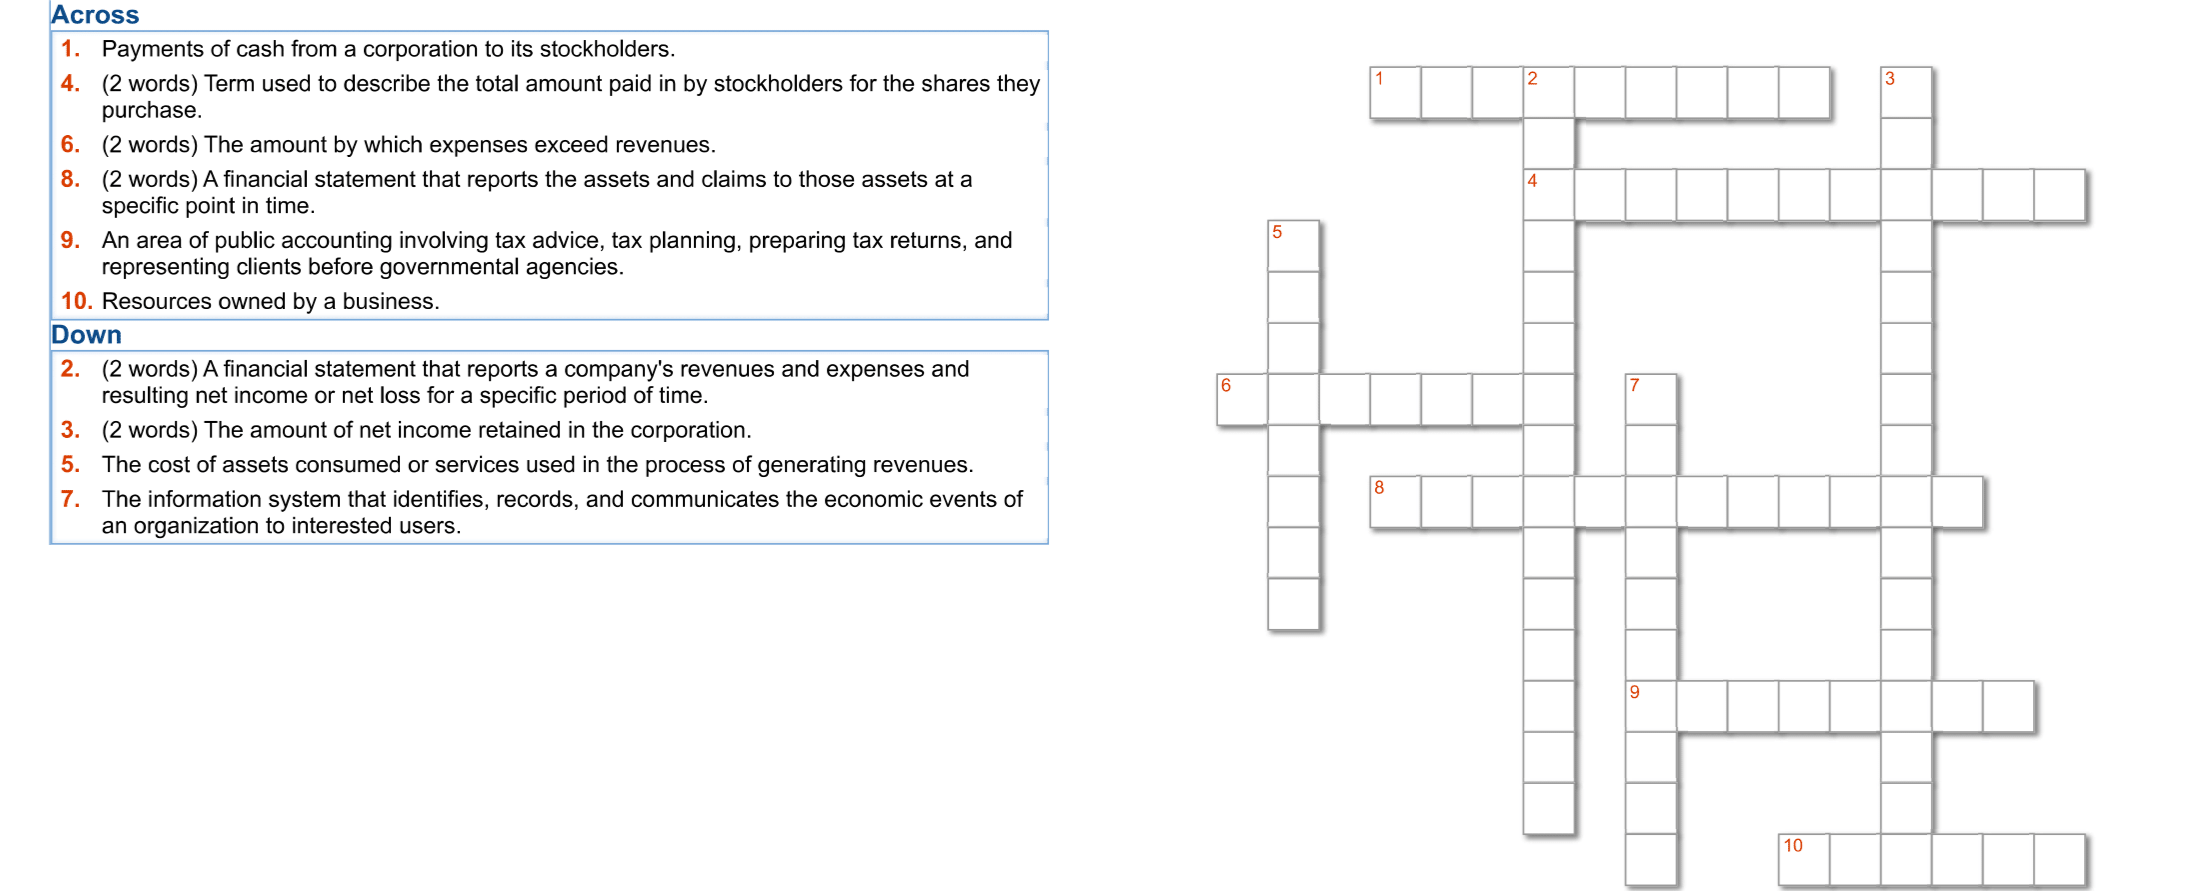 Across
1. Payments of cash from a corporation to its stockholders.
4. (2 words) Term used to describe the total amount paid in by stockholders for the shares they
purchase.
6. (2 words) The amount by which expenses exceed revenues.
8. (2 words) A financial statement that reports the assets and claims to those assets at a
specific point in time.
9. An area of public accounting involving tax advice, tax planning, preparing tax returns, and
representing clients before governmental agencies.
10. Resources owned by a business.
Down
2. (2 words) A financial statement that reports a company's revenues and expenses and
resulting net income or net loss for a specific period of time.
3. (2 words) The amount of net income retained in the corporation.
5. The cost of assets consumed or services used in the process of generating revenues.
7. The information system that identifies, records, and communicates the economic events of
an organization to interested users.
1 2 3
4
5
6 7
8
9
10